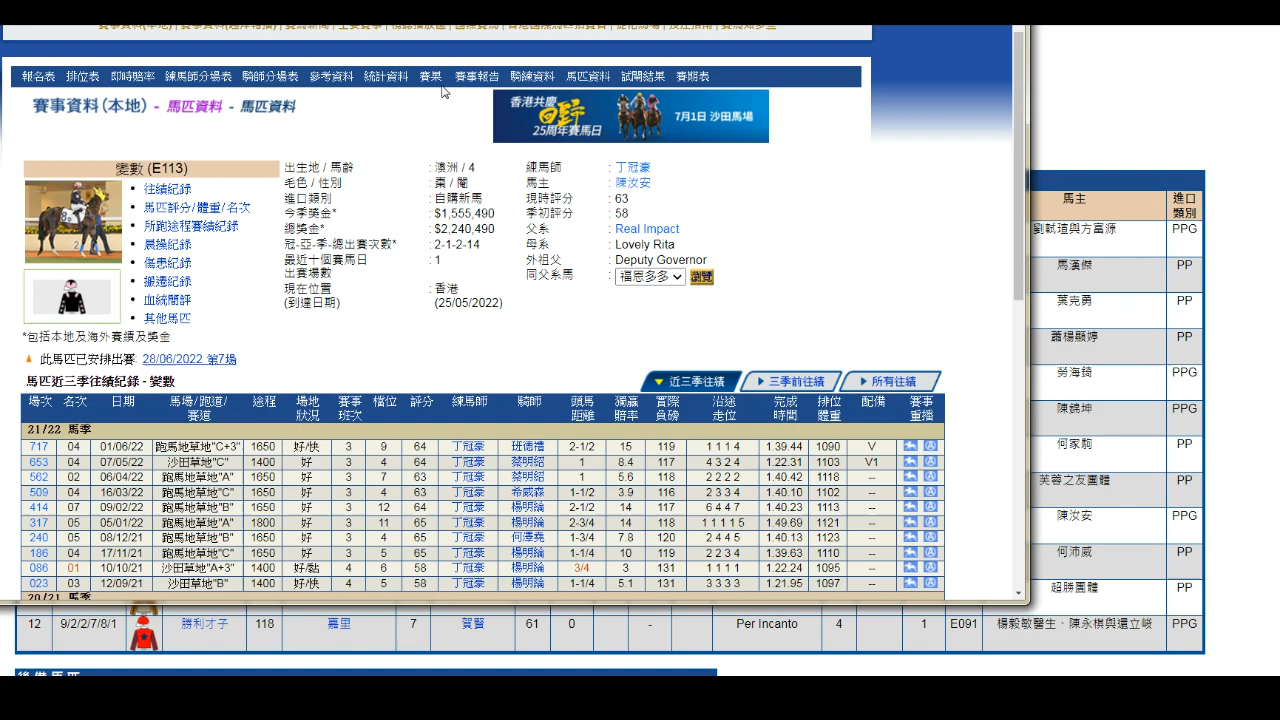 報名表 排位表 即時賠率 練馬師分場表 騎師分場表 參考資料 統計資料 賽果 賽事報告 騎練資料 馬匹資料 試閘結果 賽期表
賽事資料(本地) - 馬匹資料 - 馬匹資料
香港共慶 回歸 25周年賽馬日 7月1日 沙田馬場
變數 (E113)
往績紀錄
馬匹評分/體重/名次
所跑途程賽績紀錄
晨操紀錄
傷患紀錄
搬遷紀錄
血統簡評
其他馬匹
出生地 / 馬齡 : 澳洲 / 4 練馬師 : 丁冠豪
毛色 / 性別 : 棗 / 閹 馬主 : 陳汝安
進口類別 : 自購新馬 現時評分 : 63
今季獎金* : $1,555,490 季初評分 : 58
總獎金* : $2,240,490 父系 : Real Impact
冠-亞-季-總出賽次數* : 2-1-2-14 母系 : Lovely Rita
最近十個賽馬日 : 1 外祖父 : Deputy Governor
出賽場數 同父系馬 : 福恩多多 瀏覽
現在位置 : 香港
(到達日期) (25/05/2022)
*包括本地及海外賽績及獎金
此馬匹已安排出賽: 28/06/2022 第7場
馬匹近三季往績紀錄 - 變數 近三季往績 三季前往績 所有往績
場次 名次 日期 馬場/跑道/賽道 途程 場地狀況 賽事班次 檔位 評分 練馬師 騎師 頭馬距離 獨贏賠率 實際負磅 沿途走位 完成時間 排位體重 配備 賽事重播
21/22 馬季
717 04 01/06/22 跑馬地草地"C+3" 1650 好/快 3 9 64 丁冠豪 班德禮 2-1/2 15 119 1 1 1 4 1.39.44 1090 V
653 04 07/05/22 沙田草地"C" 1400 好 3 4 64 丁冠豪 蔡明紹 1 8.4 117 4 3 2 4 1.22.31 1103 V1
562 02 06/04/22 跑馬地草地"A" 1650 好 3 7 63 丁冠豪 蔡明紹 1 5.6 118 2 2 2 2 1.40.42 1118 --
509 04 16/03/22 跑馬地草地"C" 1650 好 3 4 63 丁冠豪 希威森 1-1/2 3.9 116 2 3 3 4 1.40.10 1102 --
414 07 09/02/22 跑馬地草地"B" 1650 好 3 12 64 丁冠豪 楊明綸 2-1/2 14 117 6 4 4 7 1.40.23 1113 --
317 05 05/01/22 跑馬地草地"A" 1800 好 3 11 65 丁冠豪 楊明綸 2-3/4 14 118 1 1 1 1 5 1.49.69 1121 --
240 05 08/12/21 跑馬地草地"B" 1650 好 3 4 65 丁冠豪 何澤堯 1-3/4 7.8 120 2 4 4 5 1.40.13 1123 --
186 04 17/11/21 跑馬地草地"C" 1650 好 3 5 65 丁冠豪 楊明綸 1-1/4 10 119 2 2 3 4 1.39.63 1110 --
086 01 10/10/21 沙田草地"A+3" 1400 好/黏 4 6 58 丁冠豪 楊明綸 3/4 3 131 1 1 1 1 1.22.24 1095 --
023 03 12/09/21 沙田草地"B" 1400 好/快 4 5 58 丁冠豪 楊明綸 1-1/4 5.1 131 3 3 3 3 1.21.95 1097 --
20/21 馬季
馬主 進口類別
劉軾瑄與方富源 PPG
馬漢傑 PP
葉克勇 PP
蕭楊顯婷 PP
勞海錡 PPG
陳錦坤 PPG
何家駒 PP
芙蓉之友團體 PP
陳汝安 PPG
何沛威 PP
超勝團體 PP
12 9/2/2/7/8/1 勝利才子 118 嘉里 7 賀賢 61 0 - Per Incanto 4 1 E091 楊毅敏醫生、陳永棋與還立峻 PPG
後備馬匹